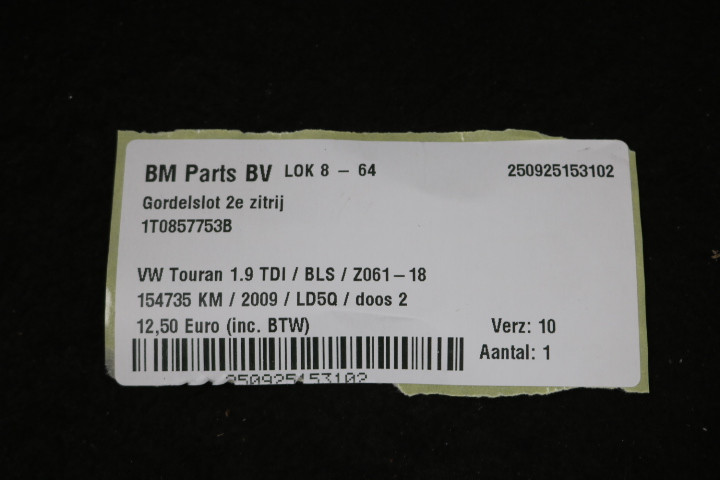 BM Parts BV LOK 8 - 64 250925153102
Gordelslot 2e zitrij
1T0857753B
VW Touran 1.9 TDI / BLS / Z061-18
154735 KM / 2009 / LD5Q / doos 2
12,50 Euro (inc. BTW) Verz: 10
Aantal: 1
250925153102